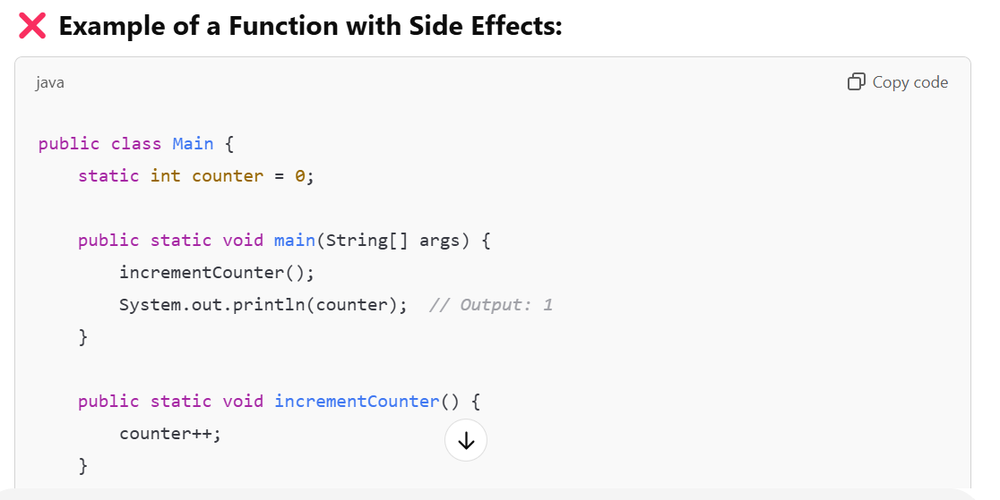 ❌ Example of a Function with Side Effects:
java
Copy code
public class Main {
    static int counter = 0;
    public static void main(String[] args) {
        incrementCounter();
        System.out.println(counter);  // Output: 1
    }
    public static void incrementCounter() {
        counter++;
    }